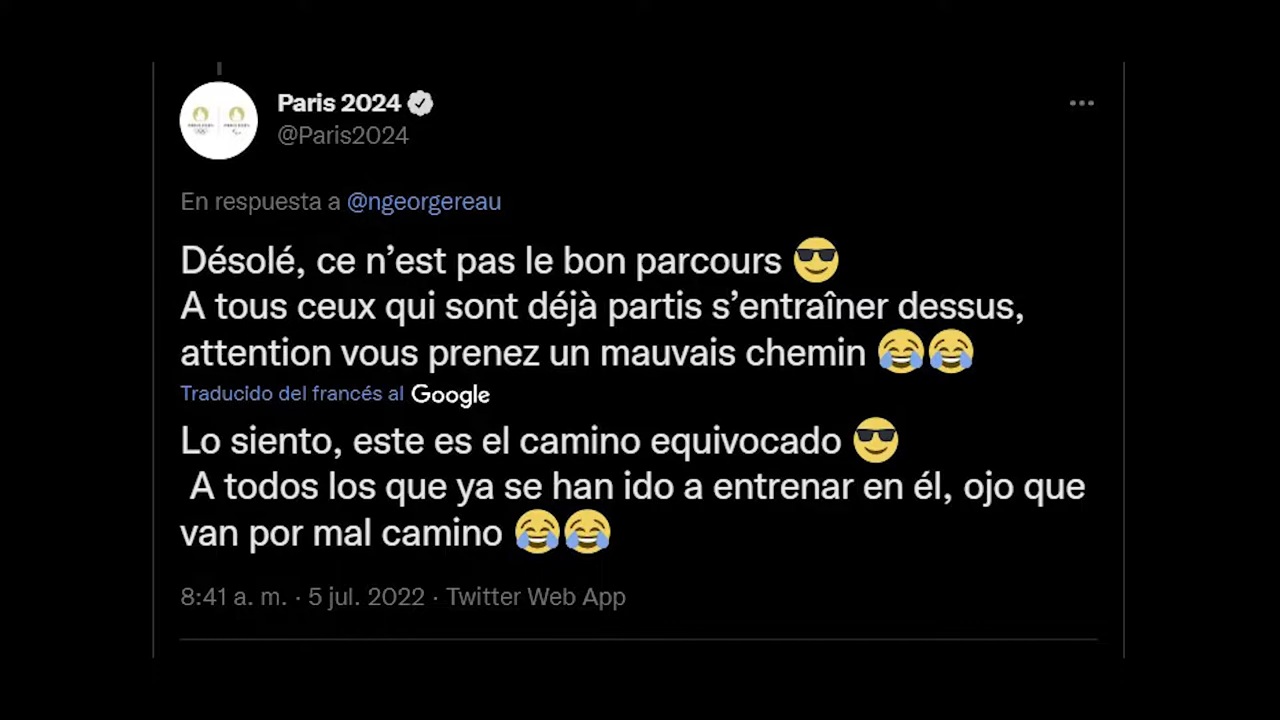 Paris 2024
@Paris2024
En respuesta a @ngeorgereau
Désolé, ce n’est pas le bon parcours 😎
A tous ceux qui sont déjà partis s’entraîner dessus,
attention vous prenez un mauvais chemin 😂😂
Traducido del francés al Google
Lo siento, este es el camino equivocado 😎
A todos los que ya se han ido a entrenar en él, ojo que
van por mal camino 😂😂
8:41 a. m. · 5 jul. 2022 · Twitter Web App